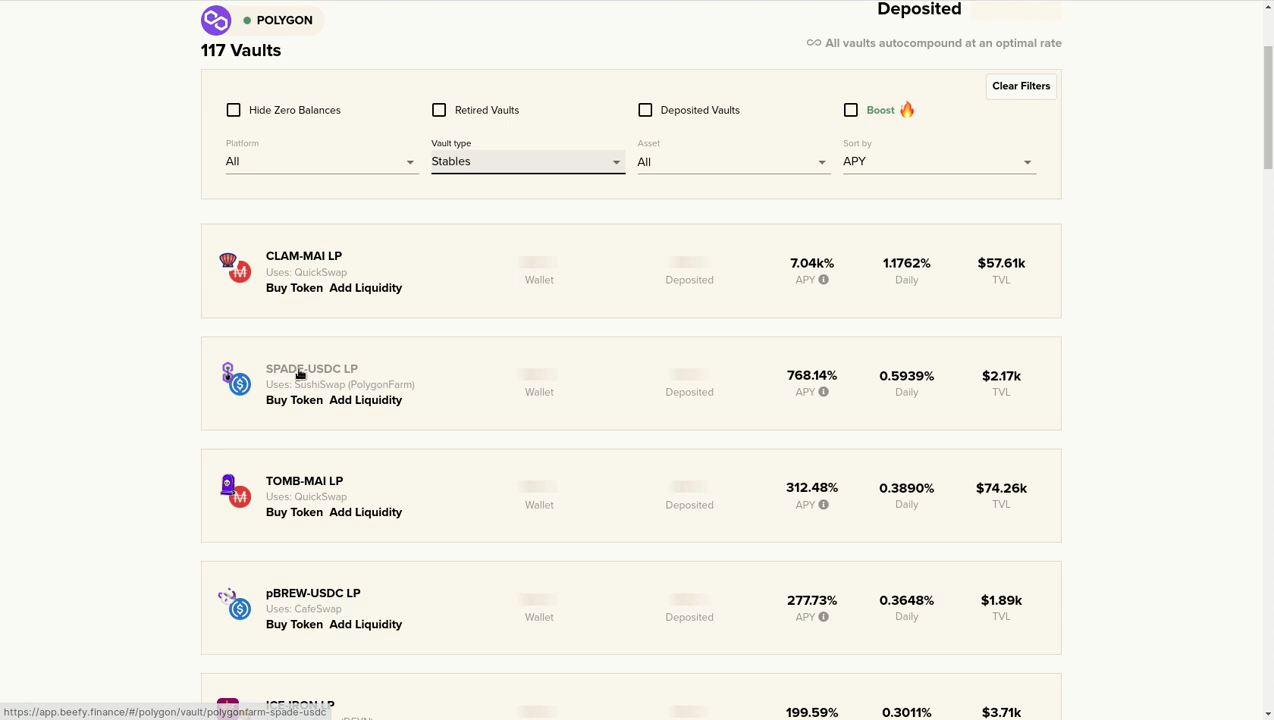 POLYGON
Deposited
117 Vaults
All vaults autocompound at an optimal rate
Clear Filters
Hide Zero Balances
Retired Vaults
Deposited Vaults
Boost
Platform
Vault type
Asset
Sort by
All
Stables
All
APY
CLAM-MAI LP
Uses: QuickSwap
Buy Token Add Liquidity
Wallet
Deposited
7.04k%
APY
1.1762%
Daily
$57.61k
TVL
SPADE-USDC LP
Uses: SushiSwap (PolygonFarm)
Buy Token Add Liquidity
Wallet
Deposited
768.14%
APY
0.5939%
Daily
$2.17k
TVL
TOMB-MAI LP
Uses: QuickSwap
Buy Token Add Liquidity
Wallet
Deposited
312.48%
APY
0.3890%
Daily
$74.26k
TVL
pBREW-USDC LP
Uses: CafeSwap
Buy Token Add Liquidity
Wallet
Deposited
277.73%
APY
0.3648%
Daily
$1.89k
TVL
ICE-IRON LP
199.59%
0.3011%
$3.71k
https://app.beefy.finance/#/polygon/vault/polygonfarm-spade-usdc